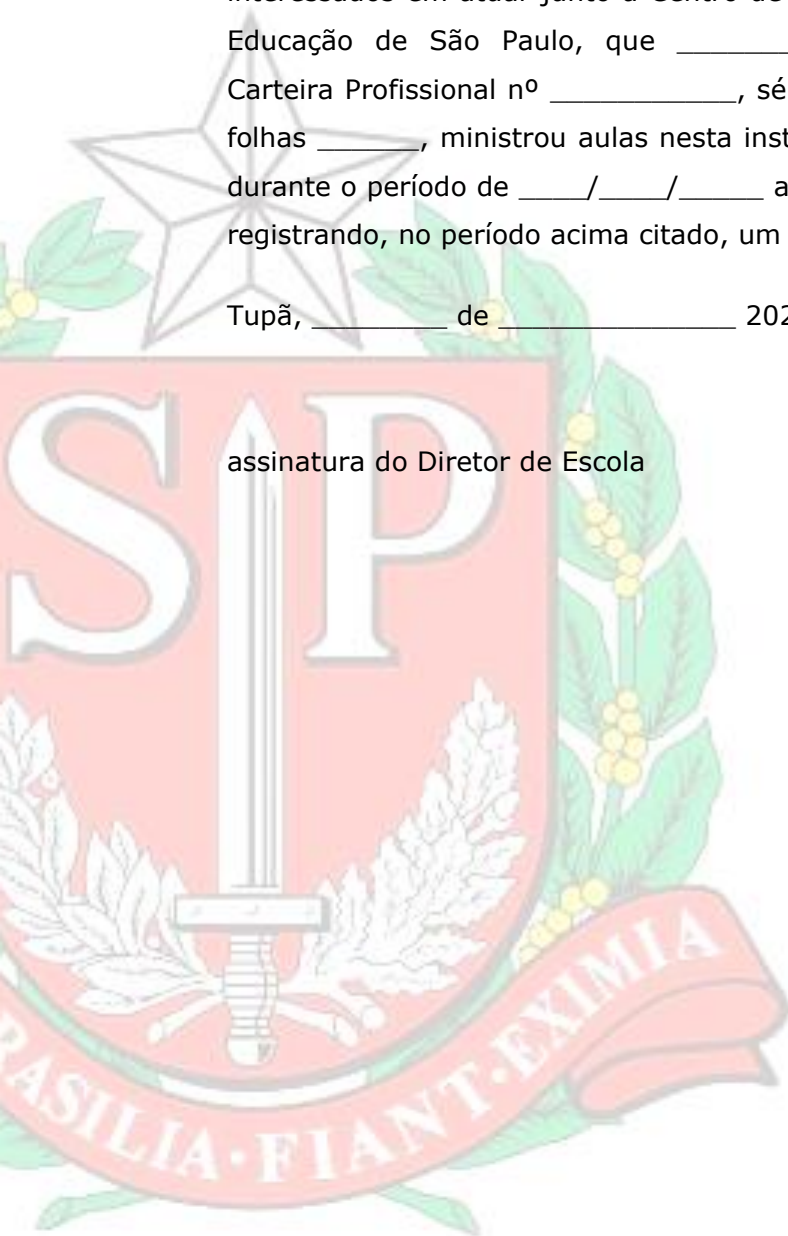 Educação de São Paulo, que ________
Carteira Profissional nº ___________, sé
folhas ______, ministrou aulas nesta inst
durante o período de ____/____/_____ a
registrando, no período acima citado, um
Tupã, ________ de ______________ 202
assinatura do Diretor de Escola
SP
BRASILIA·FIANT·EXIMIA